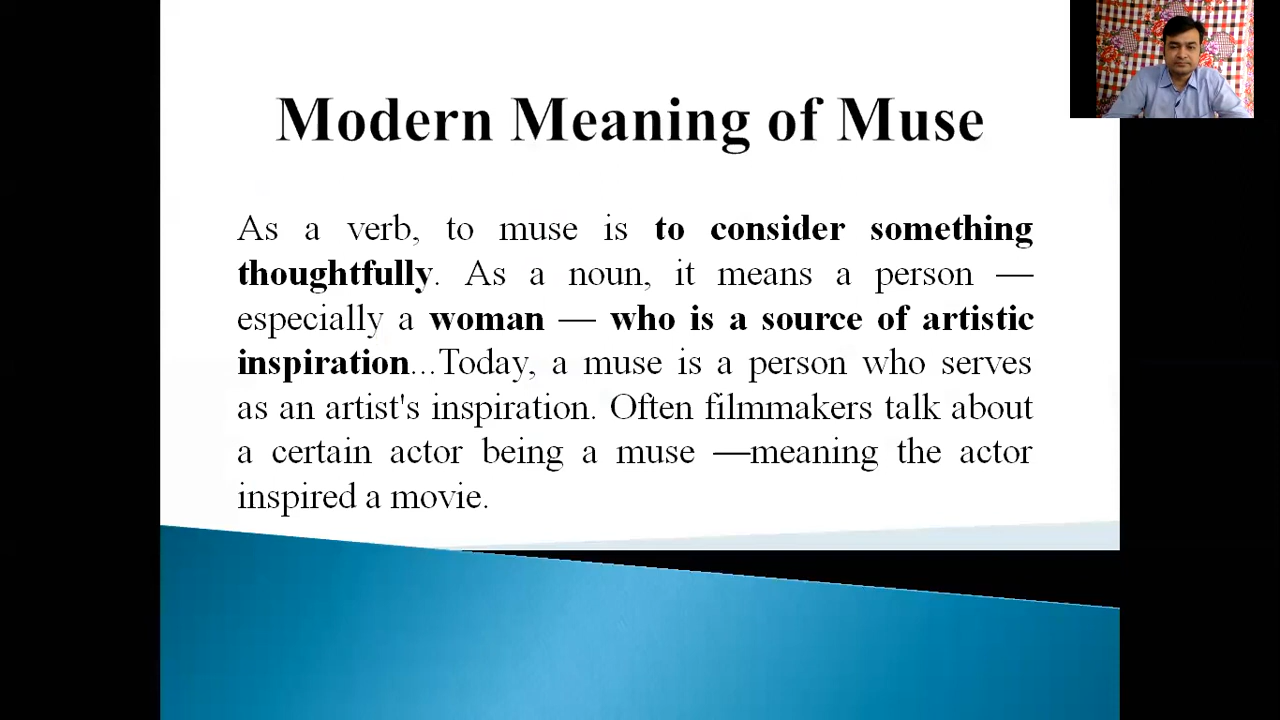 Modern Meaning of Muse
As a verb, to muse is to consider something
thoughtfully. As a noun, it means a person —
especially a woman — who is a source of artistic
inspiration...Today, a muse is a person who serves
as an artist's inspiration. Often filmmakers talk about
a certain actor being a muse —meaning the actor
inspired a movie.